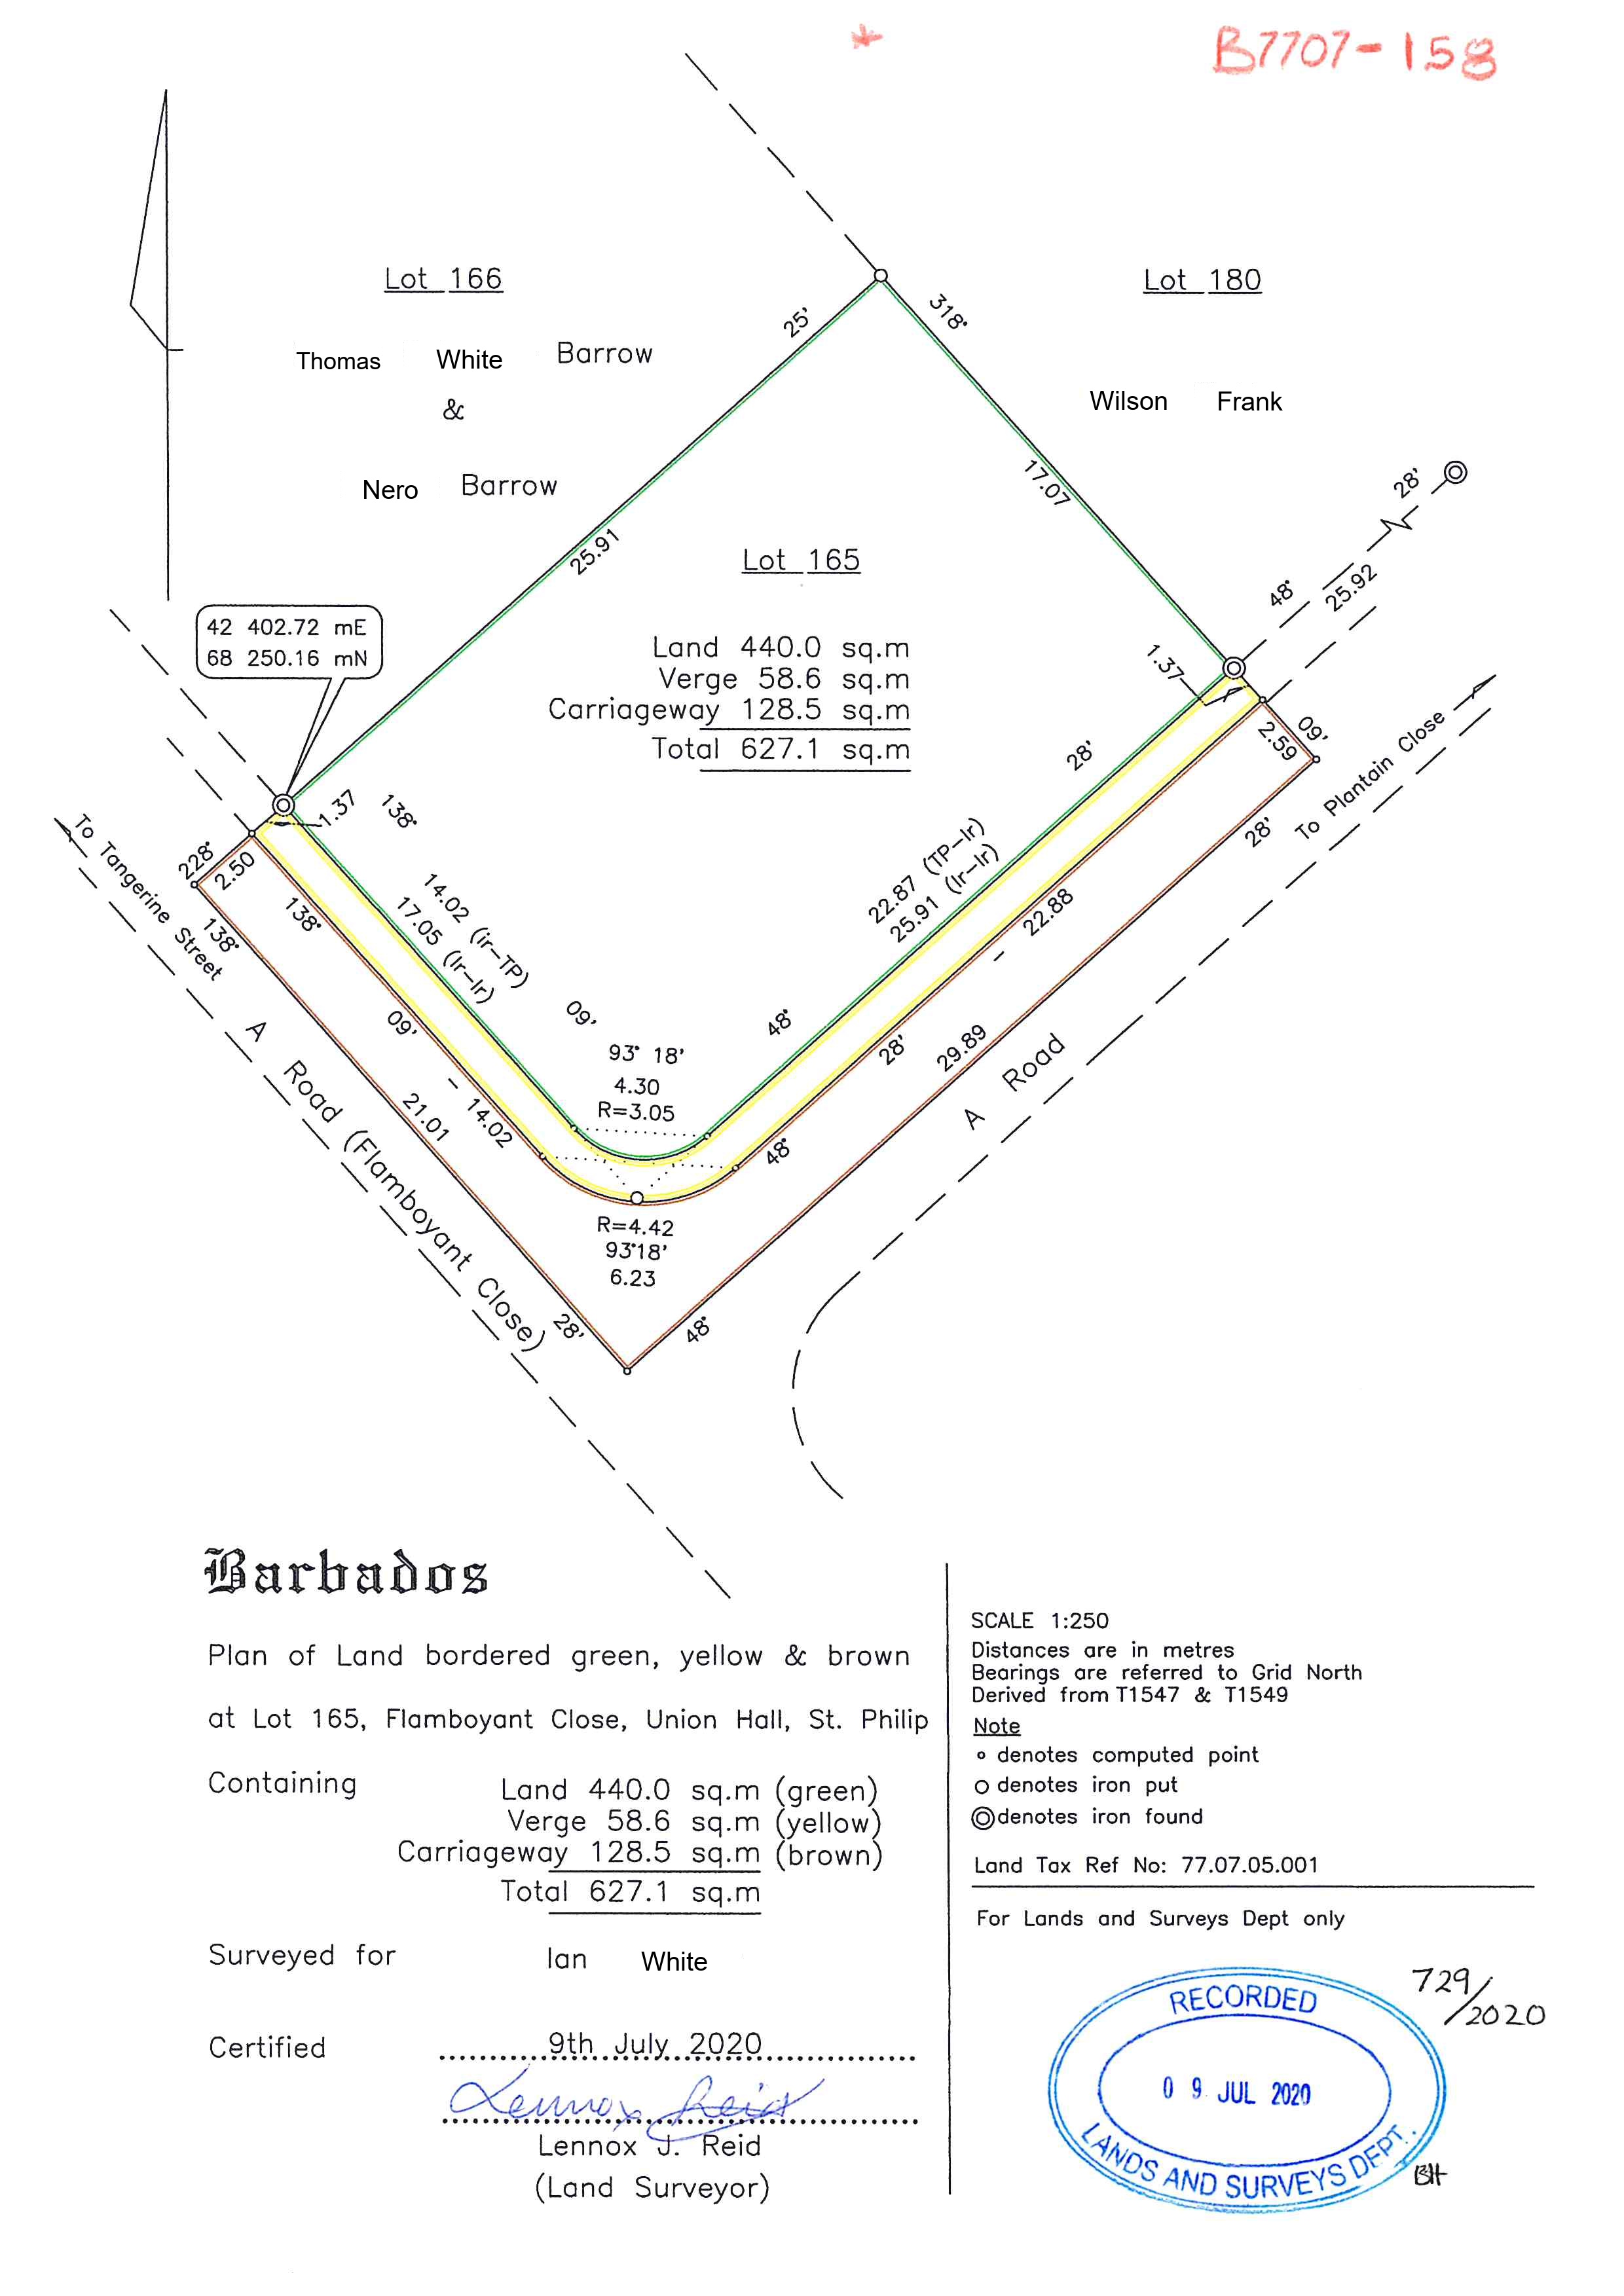 B7707-158
*
Lot 166
Lot 180
25'
318°
Thomas White Barrow
&
Nero Barrow
Wilson Frank
17.07
28'
25.91
Lot 165
48°
25.92
42 402.72 mE
68 250.16 mN
Land 440.0 sq.m
Verge 58.6 sq.m
Carriageway 128.5 sq.m
Total 627.1 sq.m
1.37
09'
2.59
28'
To Plantain Close
28'
1.37
138°
228°
2.50
To Tangerine Street
138°
138°
14.02 (ir-TP)
17.05 (Ir-Ir)
22.87 (TP-Ir)
25.91 (Ir-Ir)
22.88
-
09'
09'
48°
93° 18'
4.30
R=3.05
28'
29.89
A Road
A Road (Flamboyant Close)
21.01
- 14.02
48°
R=4.42
93°18'
6.23
28'
48°
Barbados
Plan of Land bordered green, yellow & brown
at Lot 165, Flamboyant Close, Union Hall, St. Philip
Containing
Land 440.0 sq.m (green)
Verge 58.6 sq.m (yellow)
Carriageway 128.5 sq.m (brown)
Total 627.1 sq.m
Surveyed for Ian White
Certified 9th July 2020
Lennox Reid
Lennox J. Reid
(Land Surveyor)
SCALE 1:250
Distances are in metres
Bearings are referred to Grid North
Derived from T1547 & T1549
Note
denotes computed point
denotes iron put
denotes iron found
Land Tax Ref No: 77.07.05.001
For Lands and Surveys Dept only
729/2020
RECORDED
09 JUL 2020
LANDS AND SURVEYS DEPT.
BH